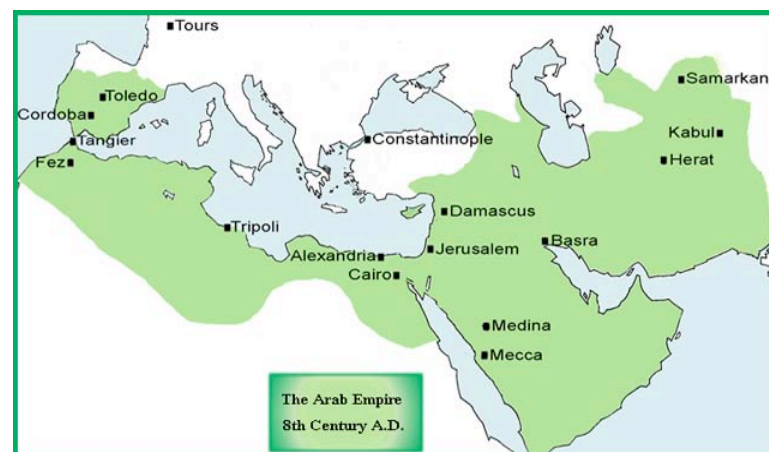 Tours
Samarkan
Toledo
Cordoba
Constantinople
Kabul
Tangier
Herat
Fez
Damascus
Tripoli
Basra
Jerusalem
Alexandria
Cairo
Medina
Mecca
The Arab Empire
8th Century A.D.